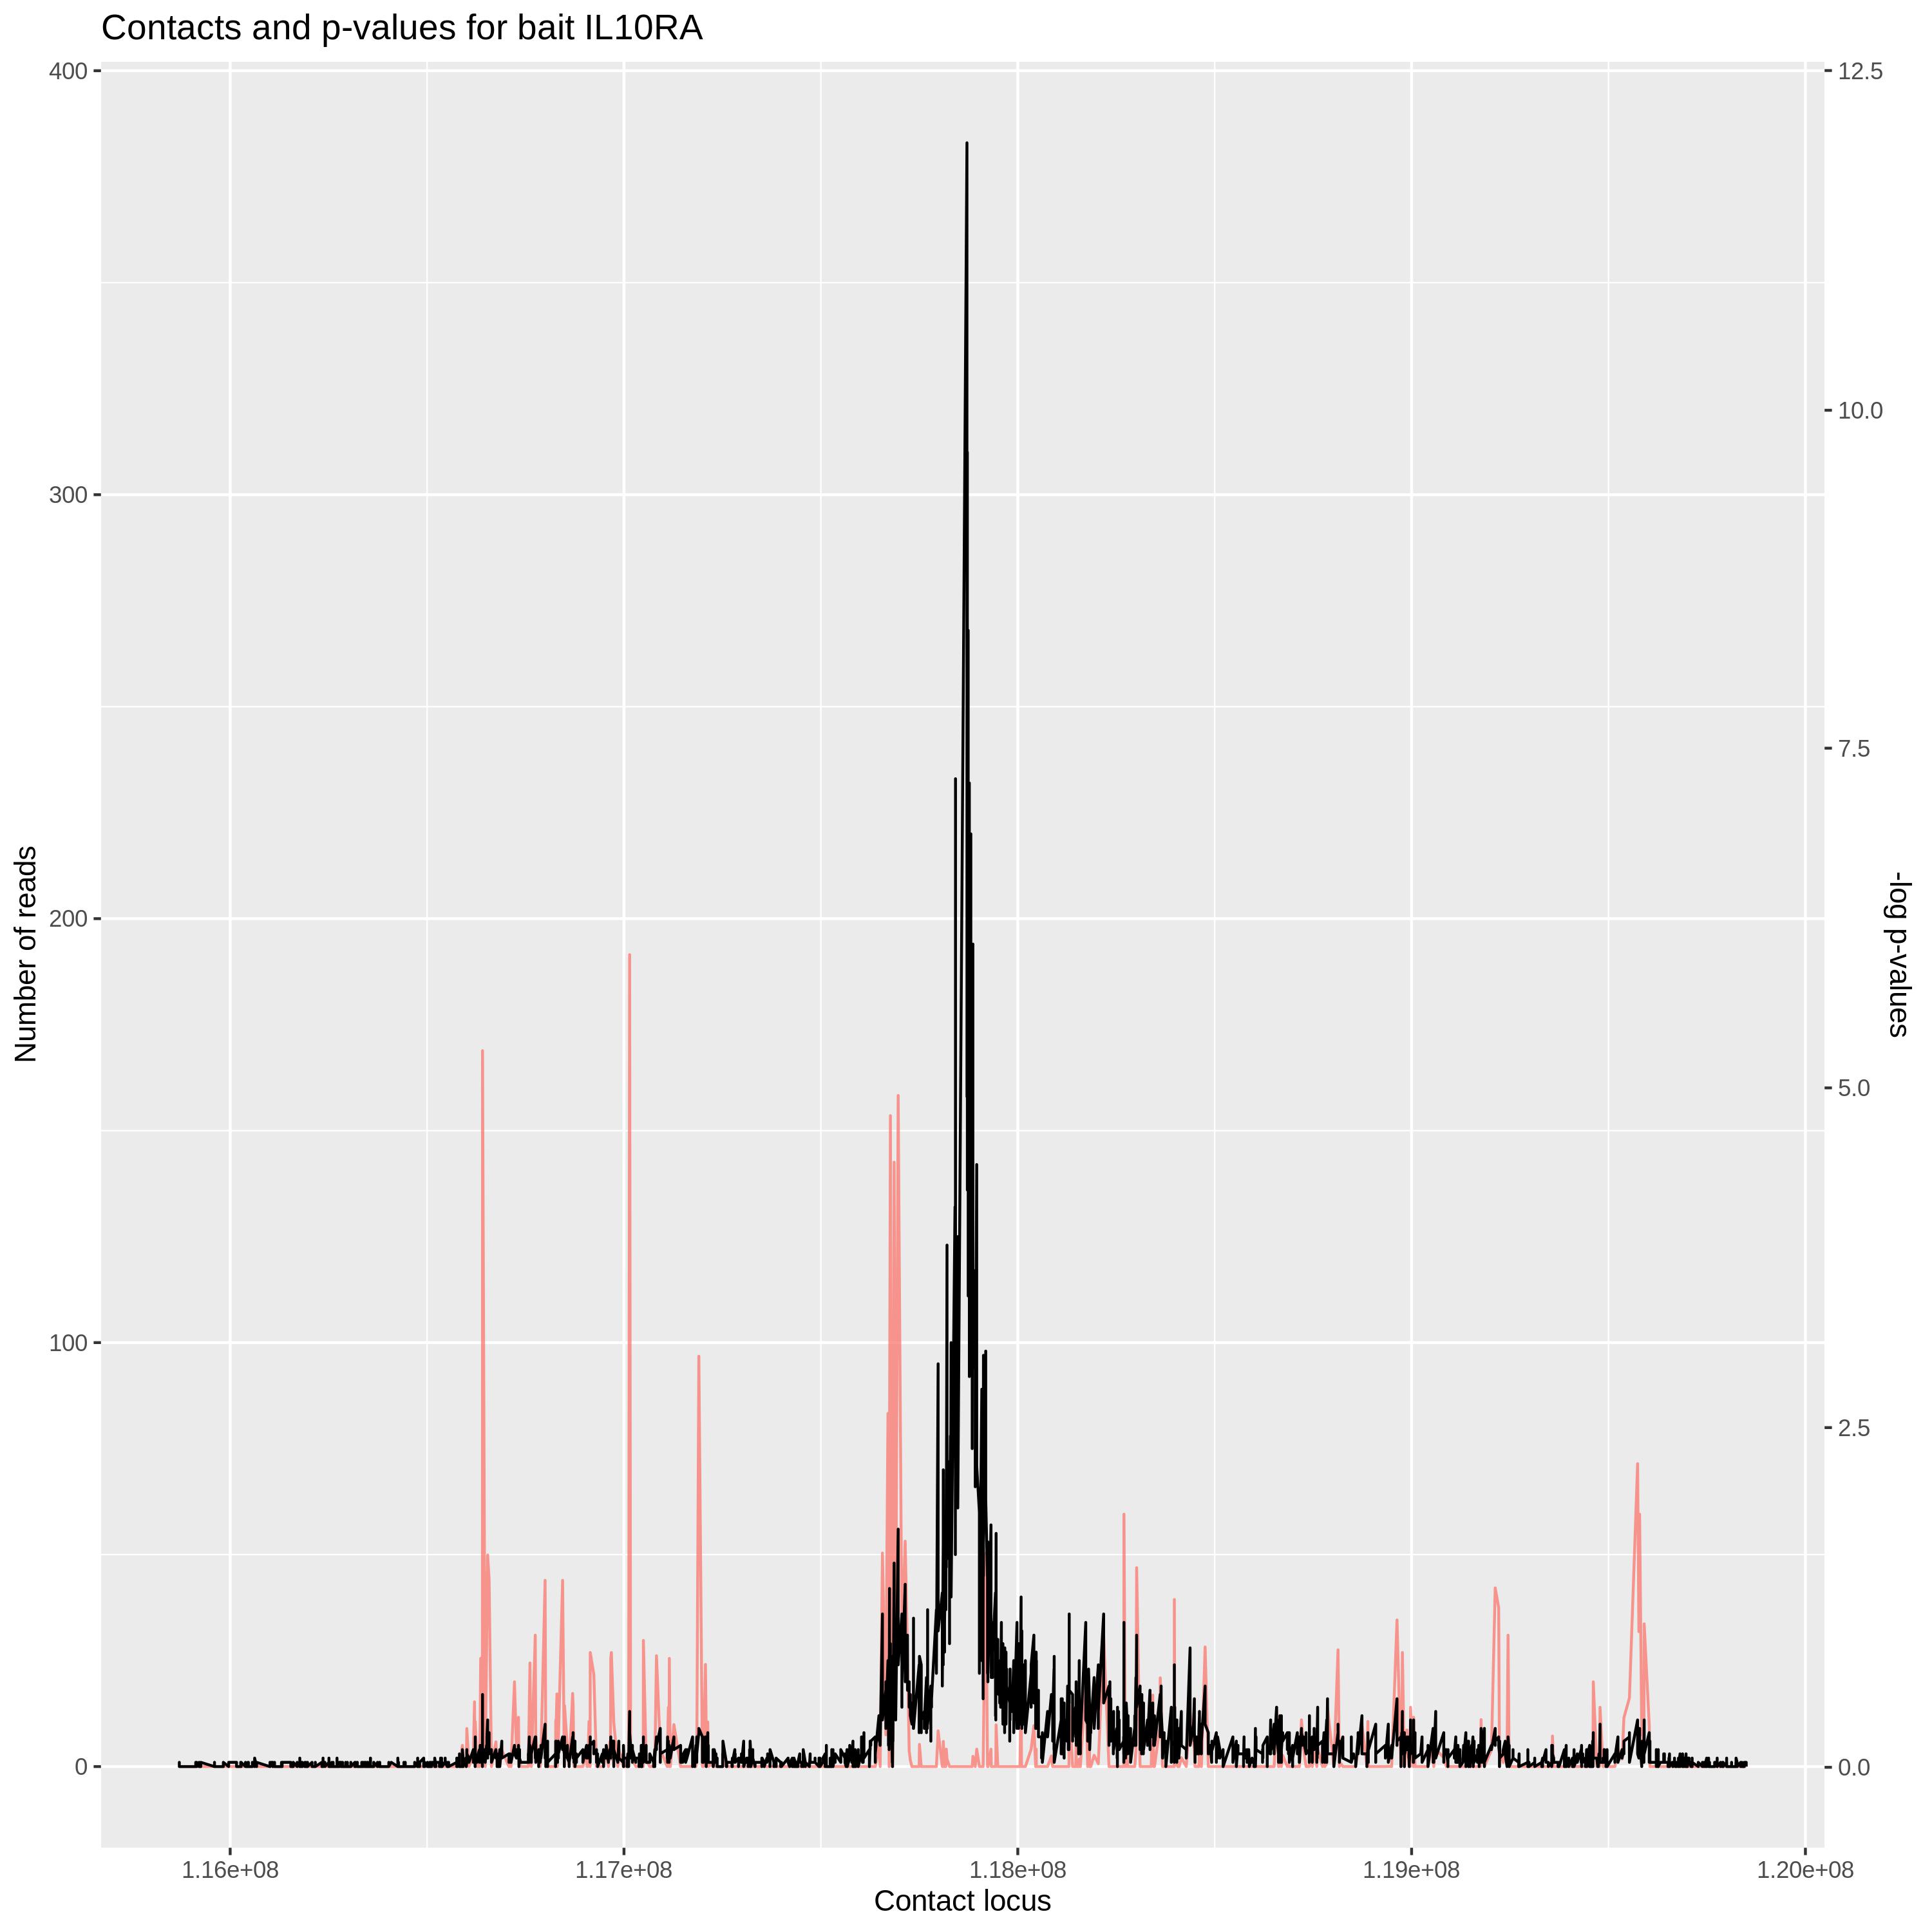 Contacts and p-values for bait IL10RA
400
300
200
100
0
Number of reads
12.5
10.0
7.5
5.0
2.5
0.0
-log p-values
1.16e+08
1.17e+08
1.18e+08
1.19e+08
1.20e+08
Contact locus